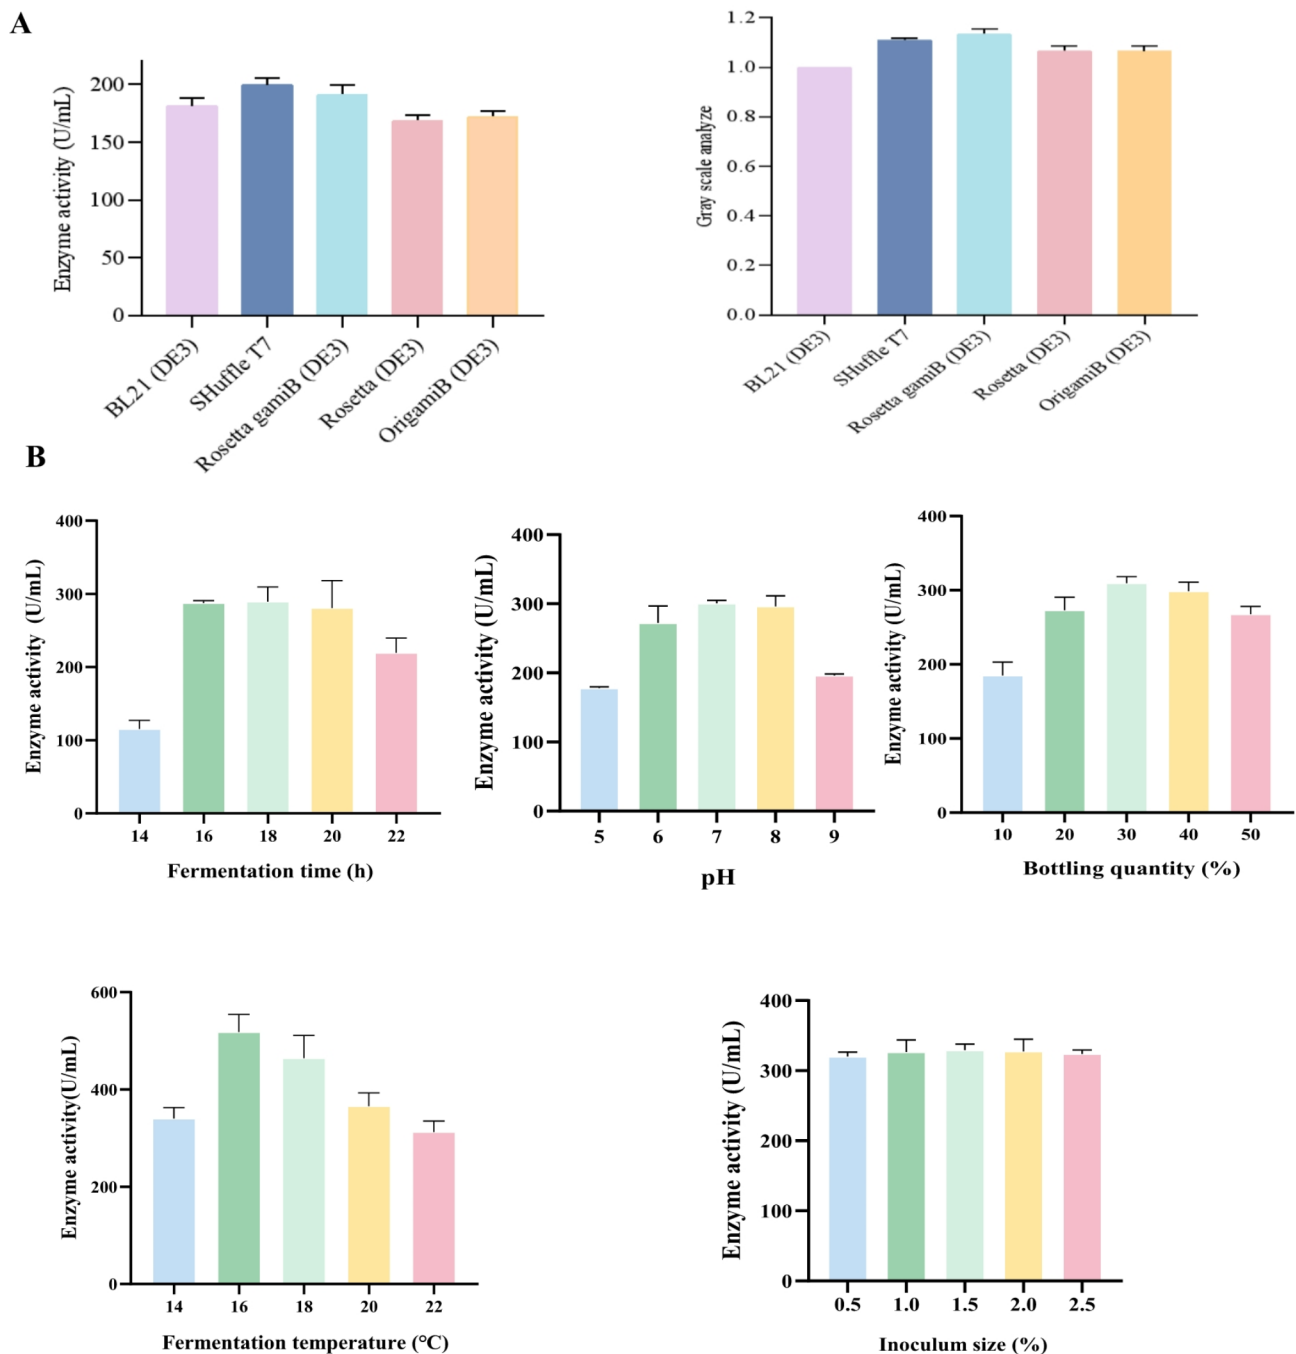 A
Enzyme activity (U/mL)
200
150
100
50
0
BL21 (DE3)
SHuffle T7
Rosetta gamiB (DE3)
Rosetta (DE3)
OrigamiB (DE3)
Gray scale analyze
1.2
1.0
0.8
0.6
0.4
0.2
0.0
BL21 (DE3)
SHuffle T7
Rosetta gamiB (DE3)
Rosetta (DE3)
OrigamiB (DE3)
B
Enzyme activity (U/mL)
400
300
200
100
0
14 16 18 20 22
Fermentation time (h)
Enzyme activity (U/mL)
400
300
200
100
0
5 6 7 8 9
pH
Enzyme activity (U/mL)
400
300
200
100
0
10 20 30 40 50
Bottling quantity (%)
Enzyme activity(U/mL)
600
400
200
0
14 16 18 20 22
Fermentation temperature (°C)
Enzyme activity (U/mL)
400
300
200
100
0
0.5 1.0 1.5 2.0 2.5
Inoculum size (%)